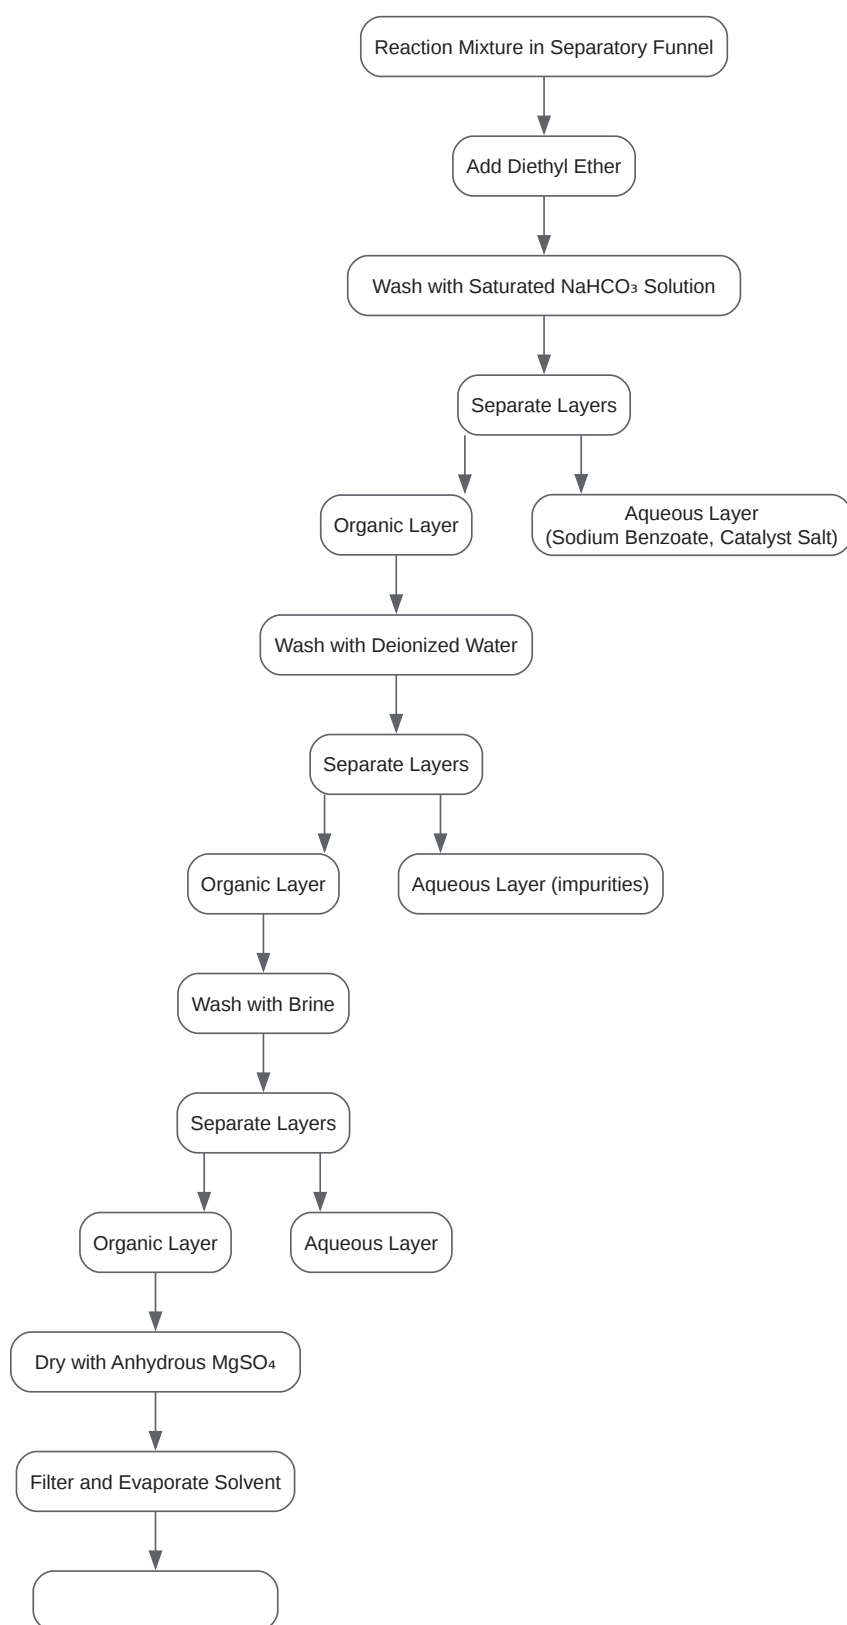 Reaction Mixture in Separatory Funnel
Add Diethyl Ether
Wash with Saturated NaHCO₃ Solution
Separate Layers
Organic Layer
Aqueous Layer
(Sodium Benzoate, Catalyst Salt)
Wash with Deionized Water
Separate Layers
Organic Layer
Aqueous Layer (impurities)
Wash with Brine
Separate Layers
Organic Layer
Aqueous Layer
Dry with Anhydrous MgSO₄
Filter and Evaporate Solvent